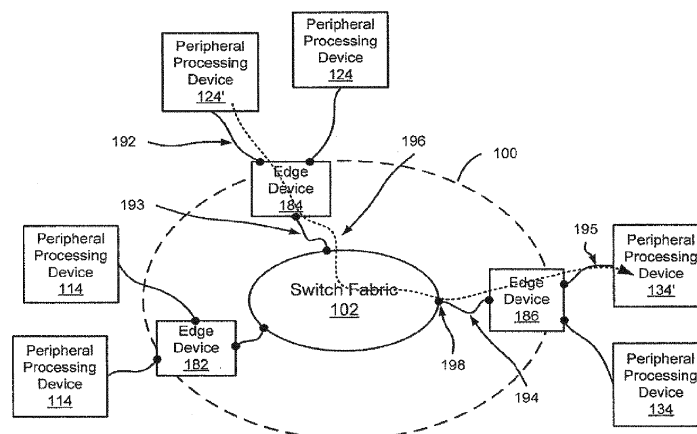 Peripheral
Processing
Device
124'
Peripheral
Processing
Device
124
192
196
100
Edge
Device
184
193
195
Peripheral
Processing
Device
114
Peripheral
Processing
Device
134'
Switch Fabric
102
Edge
Device
186
Edge
Device
182
198
194
Peripheral
Processing
Device
114
Peripheral
Processing
Device
134